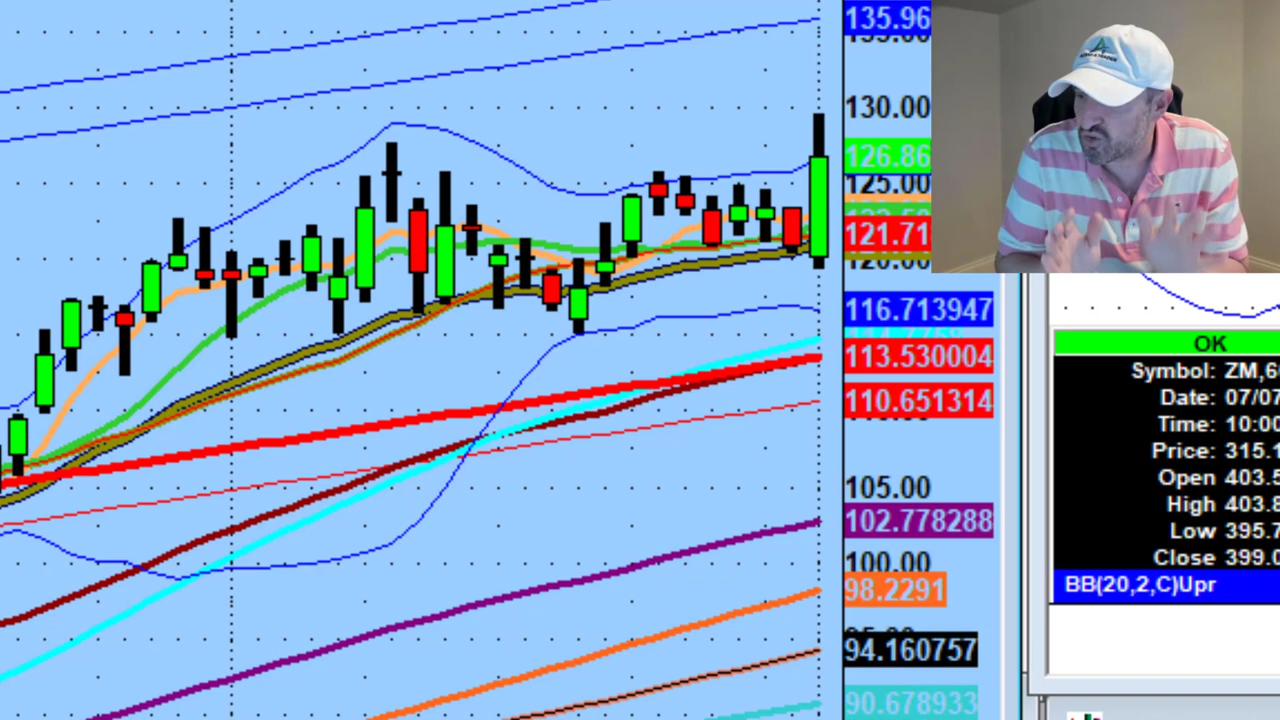 135.96
130.00
126.86
125.00
121.71
116.713947
113.530004
110.651314
105.00
102.778288
100.00
98.2291
94.160757
90.678933
OK
Symbol: ZM,6
Date: 07/07
Time: 10:00
Price: 315.1
Open 403.5
High 403.8
Low 395.7
Close 399.0
BB(20,2,C)Upr